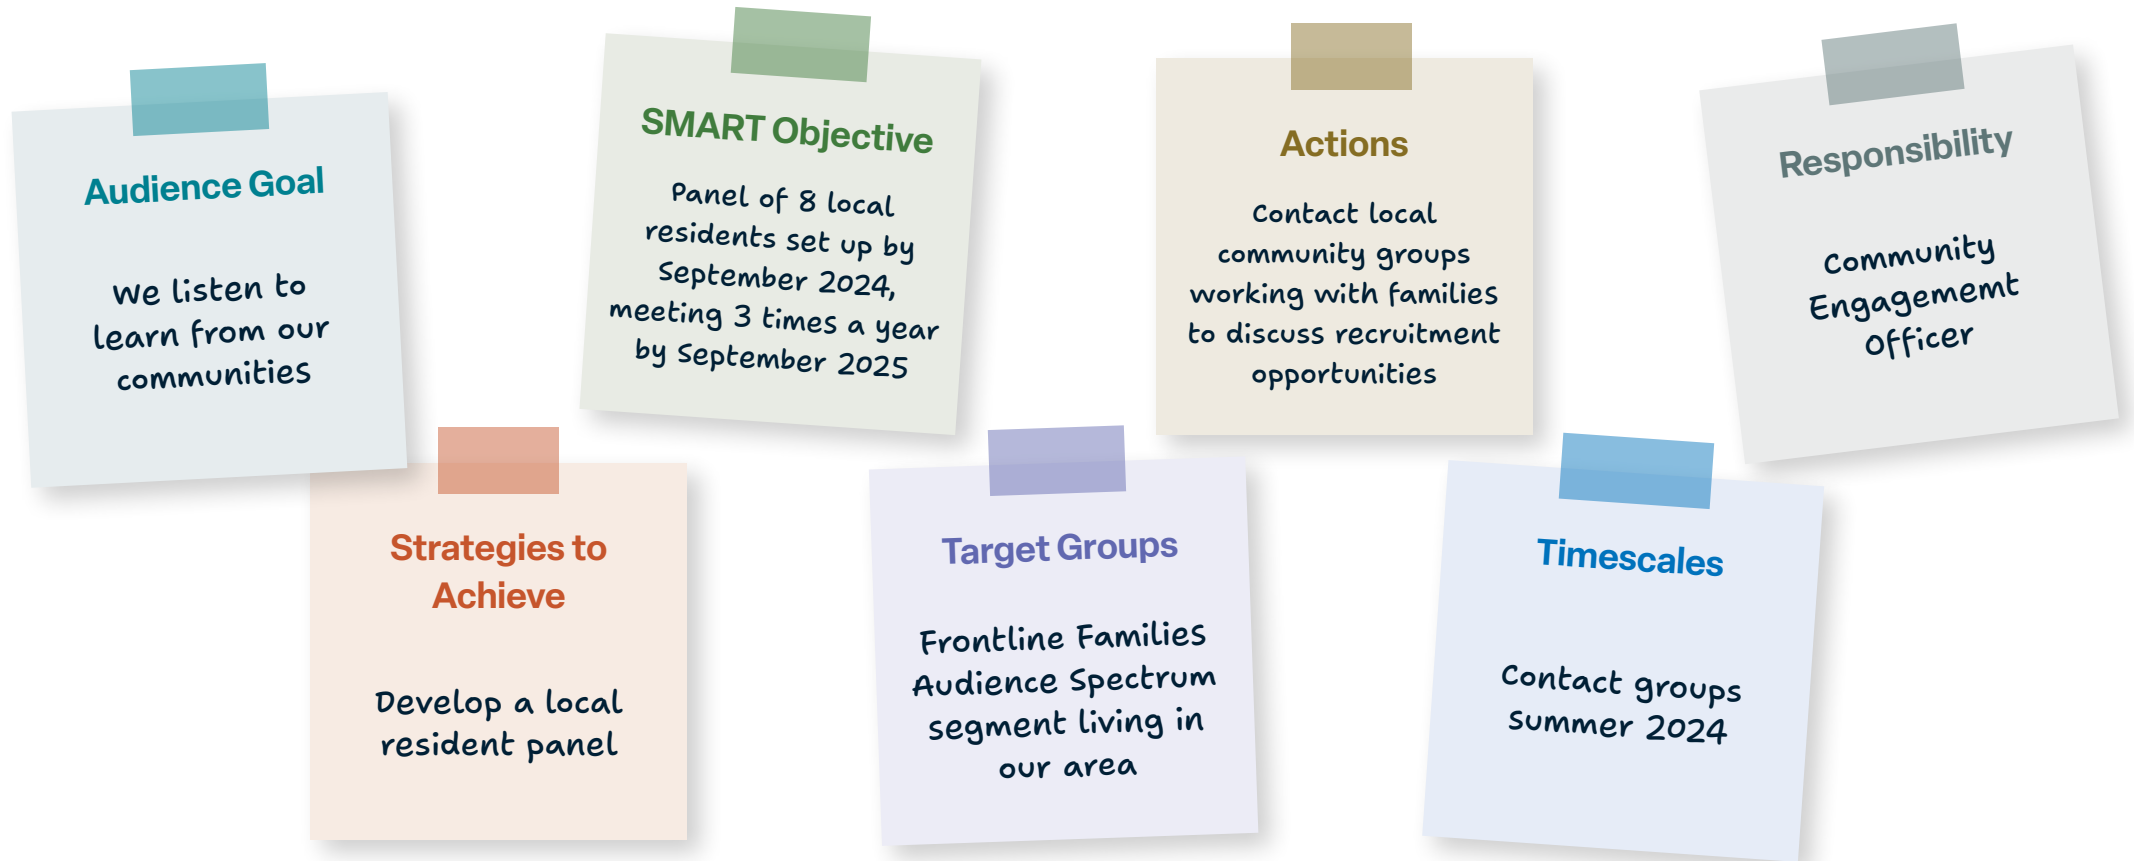 Audience Goal
We listen to
learn from our
communities
Strategies to
Achieve
Develop a local
resident panel
SMART Objective
Panel of 8 local
residents set up by
September 2024,
meeting 3 times a year
by September 2025
Target Groups
Frontline Families
Audience Spectrum
segment living in
our area
Actions
Contact local
community groups
working with families
to discuss recruitment
opportunities
Timescales
Contact groups
Summer 2024
Responsibility
Community
Engagememt
Officer